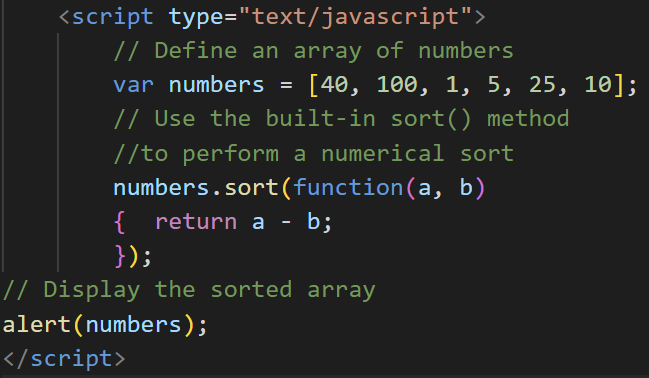 <script type="text/javascript">
// Define an array of numbers
var numbers = [40, 100, 1, 5, 25, 10];
// Use the built-in sort() method
//to perform a numerical sort
numbers.sort(function(a, b)
{  return a - b;
});
// Display the sorted array
alert(numbers);
</script>